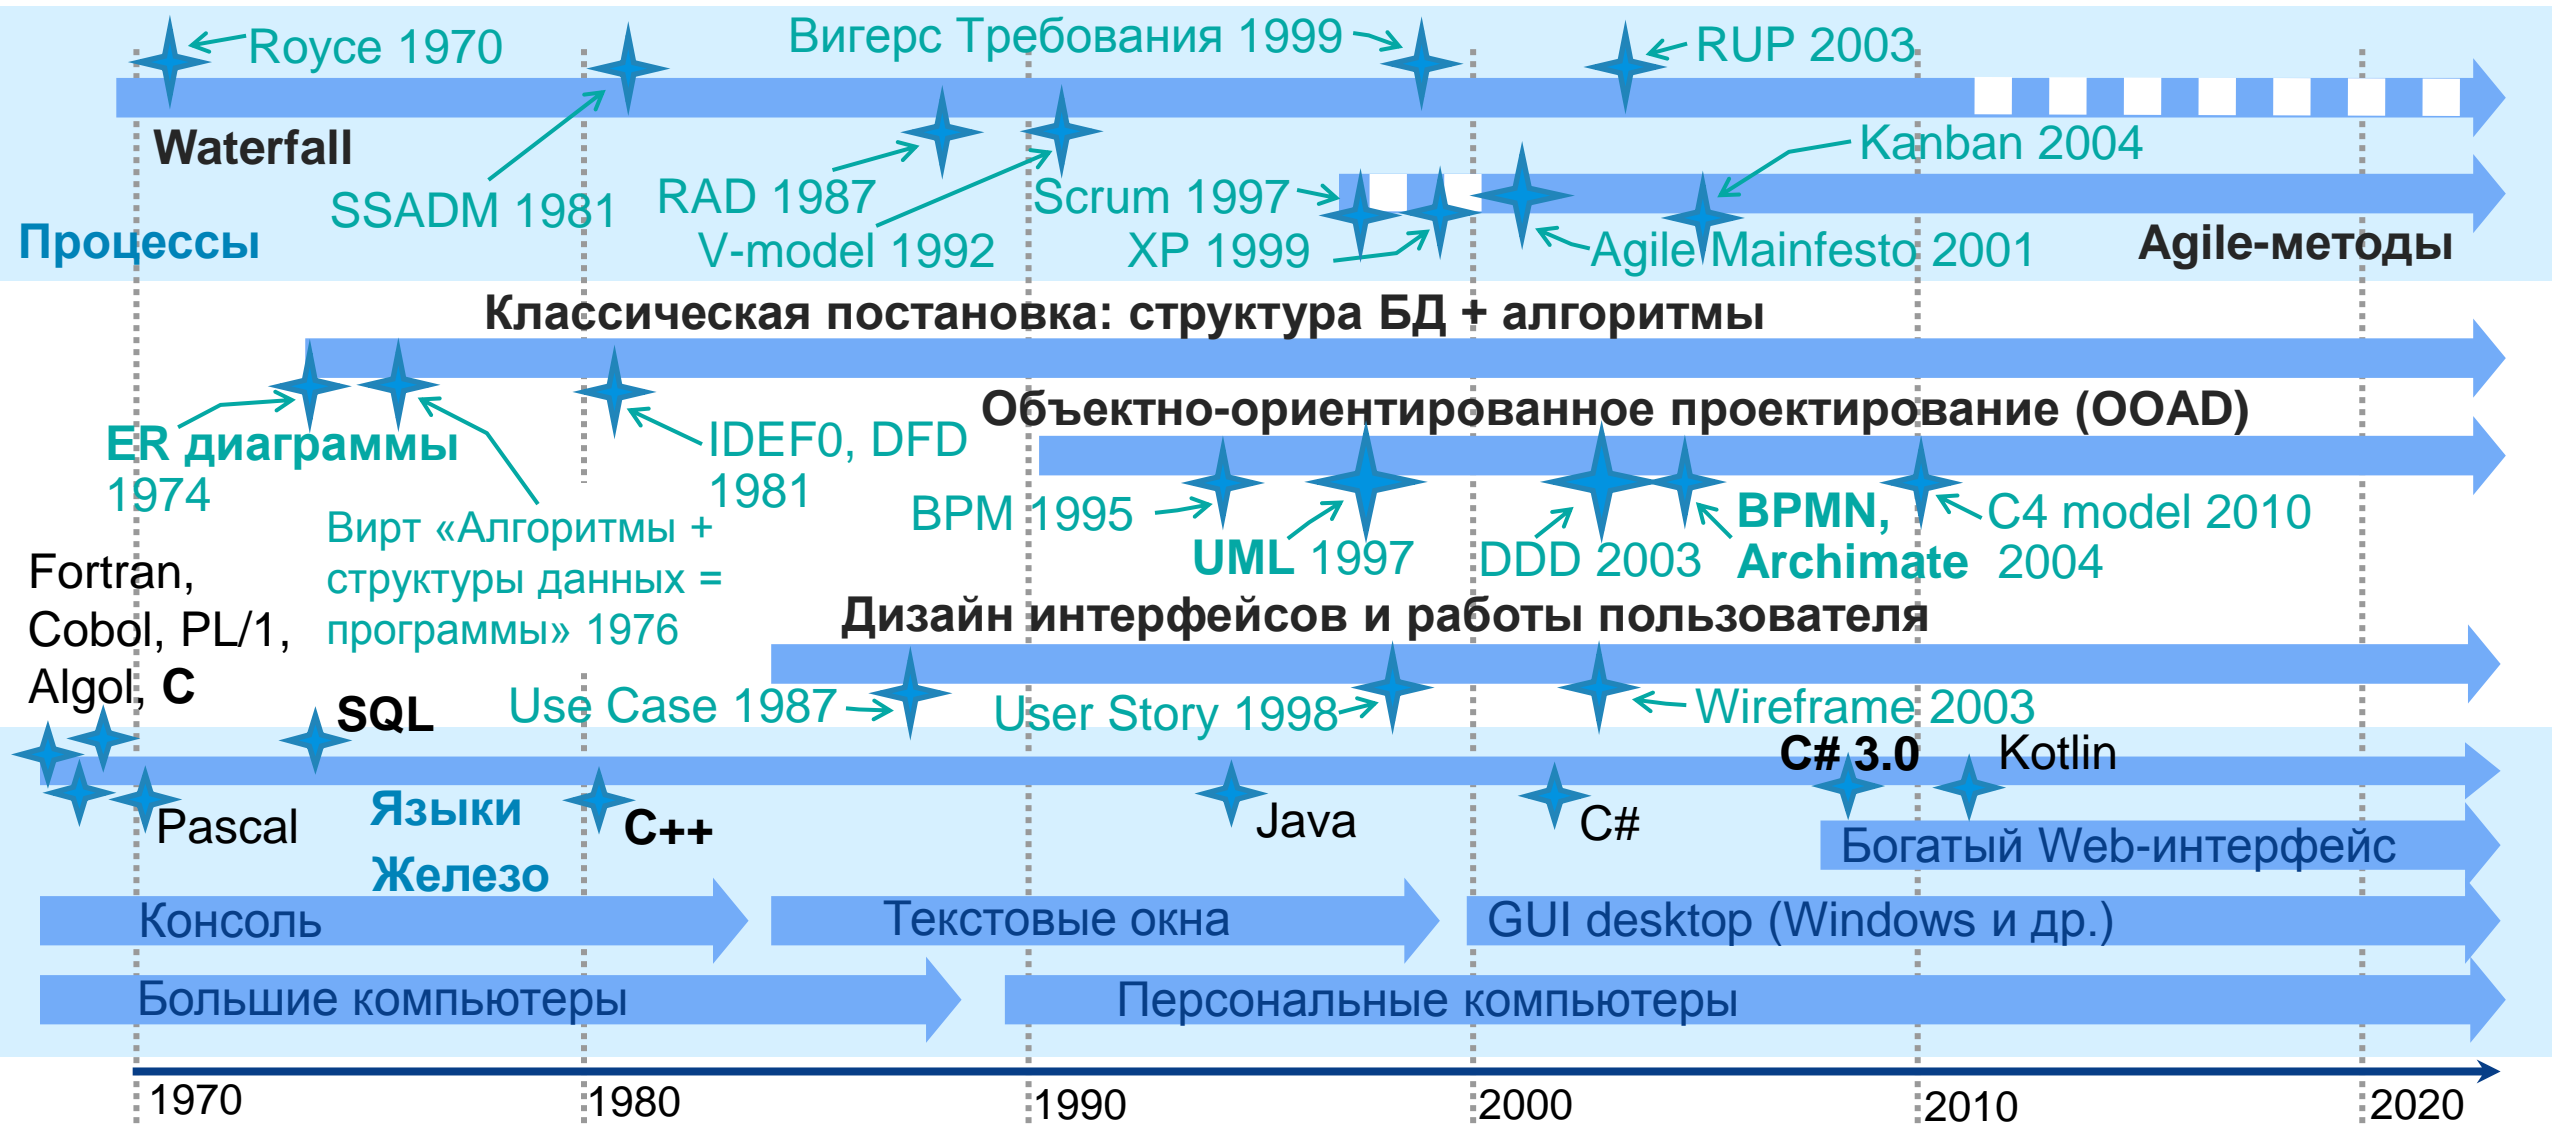 Royce 1970
Вигерс Требования 1999
RUP 2003
Waterfall
SSADM 1981
RAD 1987
V-model 1992
Scrum 1997
XP 1999
Kanban 2004
Agile Mainfesto 2001
Процессы
Agile-методы
Классическая постановка: структура БД + алгоритмы
ER диаграммы
1974
Вирт «Алгоритмы +
структуры данных =
программы» 1976
IDEF0, DFD
1981
Объектно-ориентированное проектирование (OOAD)
BPM 1995
UML 1997
DDD 2003
BPMN,
Archimate 2004
C4 model 2010
Дизайн интерфейсов и работы пользователя
Use Case 1987
User Story 1998
Wireframe 2003
Fortran,
Cobol, PL/1,
Algol, C
SQL
Pascal
Языки
C++
Java
C#
C# 3.0
Kotlin
Железо
Богатый Web-интерфейс
Консоль
Текстовые окна
GUI desktop (Windows и др.)
Большие компьютеры
Персональные компьютеры
1970
1980
1990
2000
2010
2020